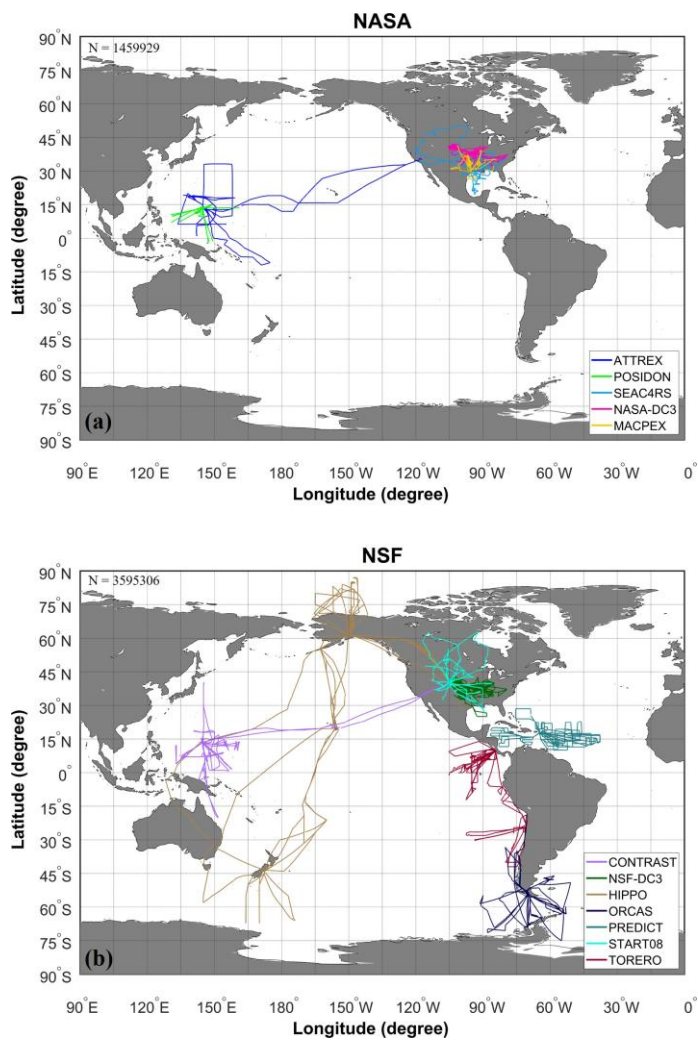 NASA
N = 1459929
90°N
75°N
60°N
45°N
30°N
15°N
0°
15°S
30°S
45°S
60°S
75°S
90°S
Latitude (degree)
ATTREX
POSIDON
SEAC4RS
NASA-DC3
MACPEX
(a)
90°E 120°E 150°E 180° 150°W 120°W 90°W 60°W 30°W 0°
Longitude (degree)
NSF
N = 3595306
90°N
75°N
60°N
45°N
30°N
15°N
0°
15°S
30°S
45°S
60°S
75°S
90°S
Latitude (degree)
CONTRAST
NSF-DC3
HIPPO
ORCAS
PREDICT
START08
TORERO
(b)
90°E 120°E 150°E 180° 150°W 120°W 90°W 60°W 30°W 0°
Longitude (degree)